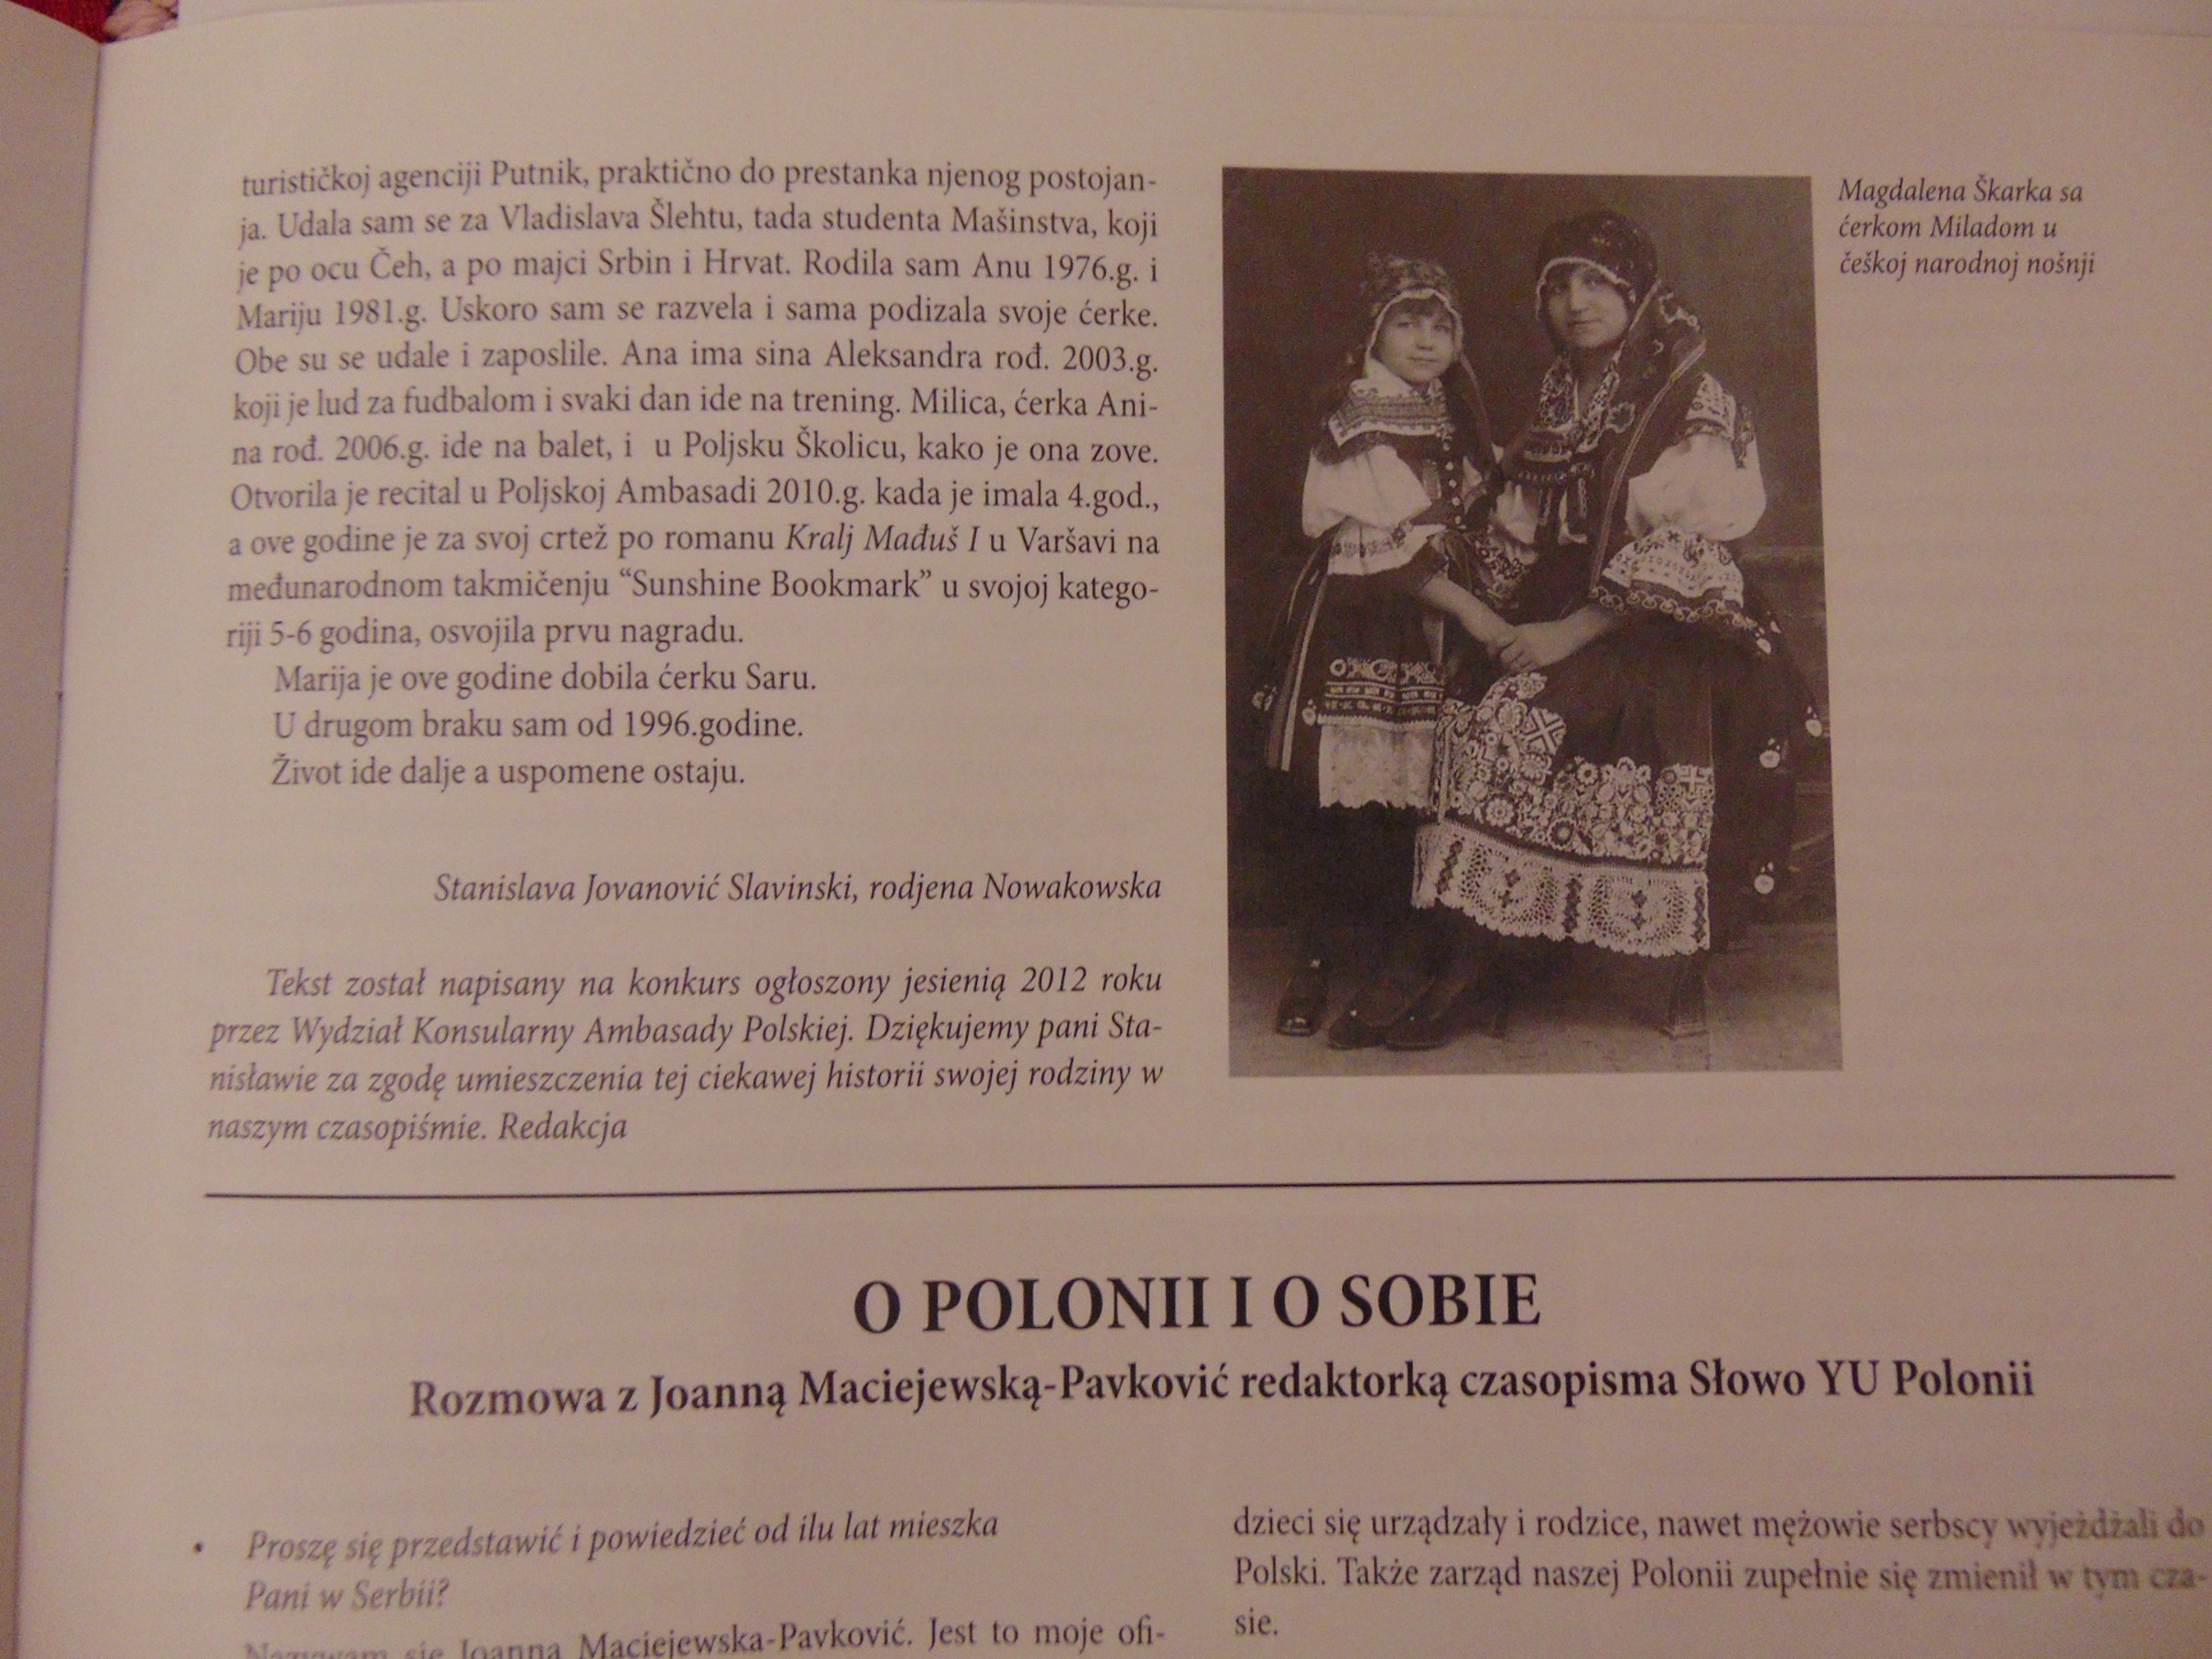 turističkoj agenciji Putnik, praktično do prestanka njenog postojan-
ja. Udala sam se za Vladislava Šlehtu, tada studenta Mašinstva, koji
je po ocu Čeh, a po majci Srbin i Hrvat. Rodila sam Anu 1976.g. i
Mariju 1981.g. Uskoro sam se razvela i sama podizala svoje ćerke.
Obe su se udale i zaposlile. Ana ima sina Aleksandra rođ. 2003.g.
koji je lud za fudbalom i svaki dan ide na trening. Milica, ćerka Ani-
na rođ. 2006.g. ide na balet, i u Poljsku Školicu, kako je ona zove.
Otvorila je recital u Poljskoj Ambasadi 2010.g. kada je imala 4.god.,
a ove godine je za svoj crtež po romanu Kralj Mađuš I u Varšavi na
međunarodnom takmičenju “Sunshine Bookmark” u svojoj katego-
riji 5-6 godina, osvojila prvu nagradu.
Marija je ove godine dobila ćerku Saru.
U drugom braku sam od 1996.godine.
Život ide dalje a uspomene ostaju.
Stanislava Jovanović Slavinski, rodjena Nowakowska
Tekst został napisany na konkurs ogłoszony jesienią 2012 roku
przez Wydział Konsularny Ambasady Polskiej. Dziękujemy pani Sta-
nisławie za zgodę umieszczenia tej ciekawej historii swojej rodziny w
naszym czasopiśmie. Redakcja
Magdalena Škarka sa
ćerkom Miladom u
češkoj narodnoj nošnji
O POLONII I O SOBIE
Rozmowa z Joanną Maciejewską-Pavković redaktorką czasopisma Słowo YU Polonii
• Proszę się przedstawić i powiedzieć od ilu lat mieszka
Pani w Serbii?
Nazywam się Joanna Maciejewska-Pavković. Jest to moje ofi-
dzieci się urządzały i rodzice, nawet mężowie serbscy wyjeżdżali do
Polski. Także zarząd naszej Polonii zupełnie się zmienił w tym cza-
sie.